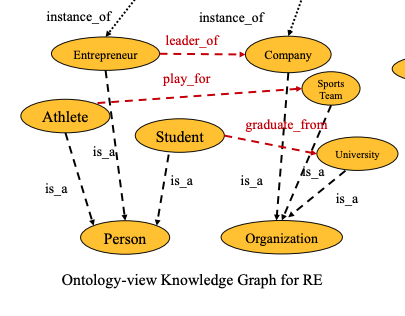 instance_of
instance_of
leader_of
Entrepreneur
Company
play_for
Sports
Team
Athlete
graduate_from
Student
is_a
University
is_a
is_a
is_a
is_a
is_a
Person
Organization
Ontology-view Knowledge Graph for RE